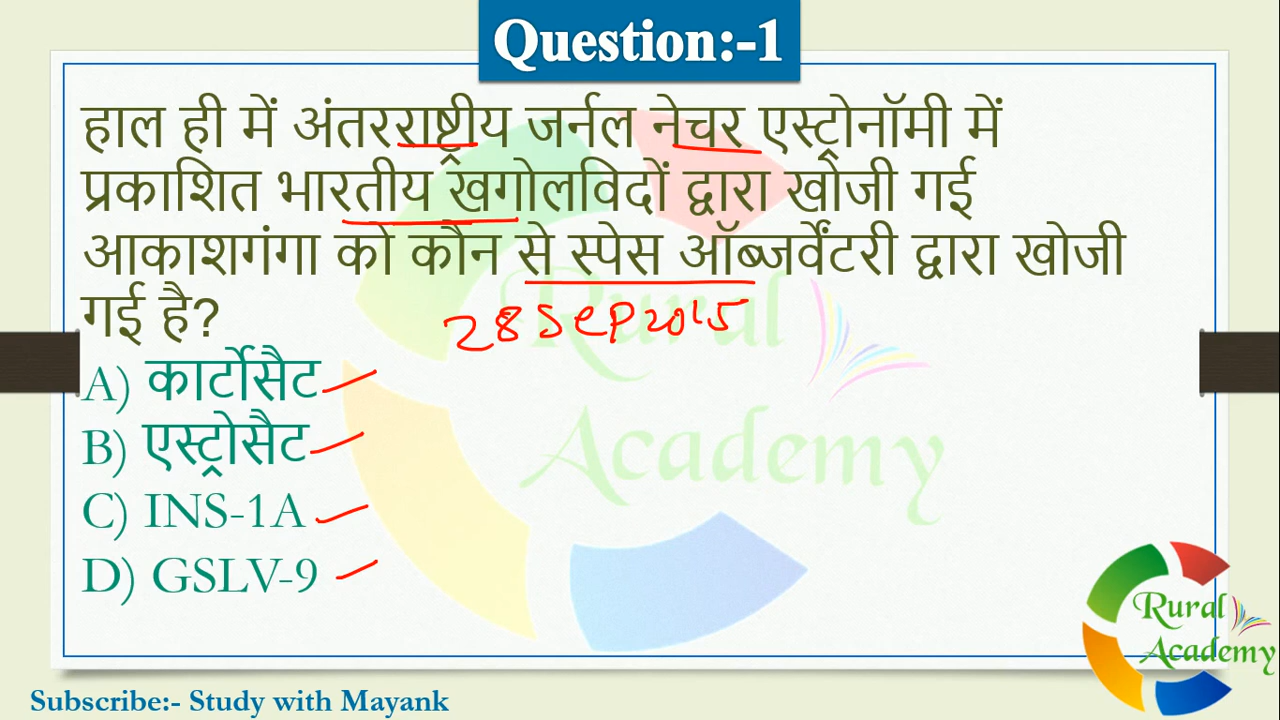 Question:-1
हाल ही में अंतरराष्ट्रीय जर्नल नेचर एस्ट्रोनॉमी में
प्रकाशित भारतीय खगोलविदों द्वारा खोजी गई
आकाशगंगा को कौन से स्पेस ऑब्जर्वेंटरी द्वारा खोजी
गई है?
28 Sep 2015
A) कार्टोसैट
B) एस्ट्रोसैट
C) INS-1A
D) GSLV-9
Rural
Academy
Rural
Academy
Subscribe:- Study with Mayank